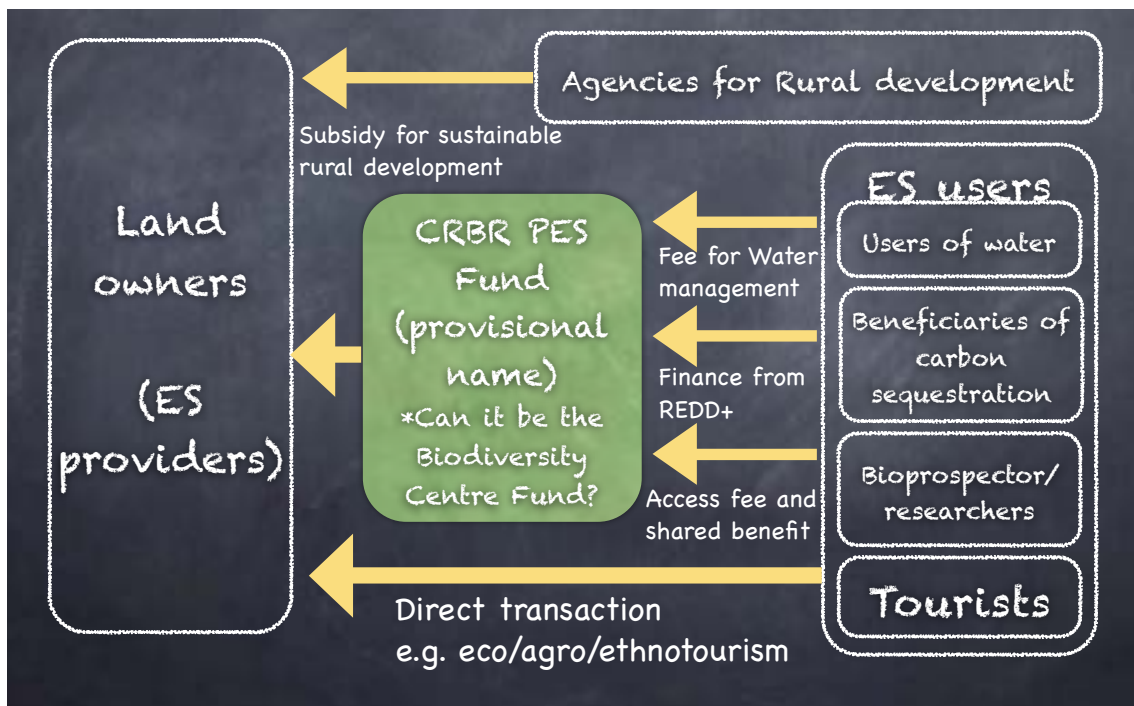 Agencies for Rural development
Subsidy for sustainable
rural development
Land
owners
(ES
providers)
CRBR PES
Fund
(provisional
name)
*Can it be the
Biodiversity
Centre Fund?
ES users
Users of water
Fee for Water
management
Beneficiaries of
carbon
sequestration
Finance from
REDD+
Bioprospector/
researchers
Access fee and
shared benefit
Tourists
Direct transaction
e.g. eco/agro/ethnotourism